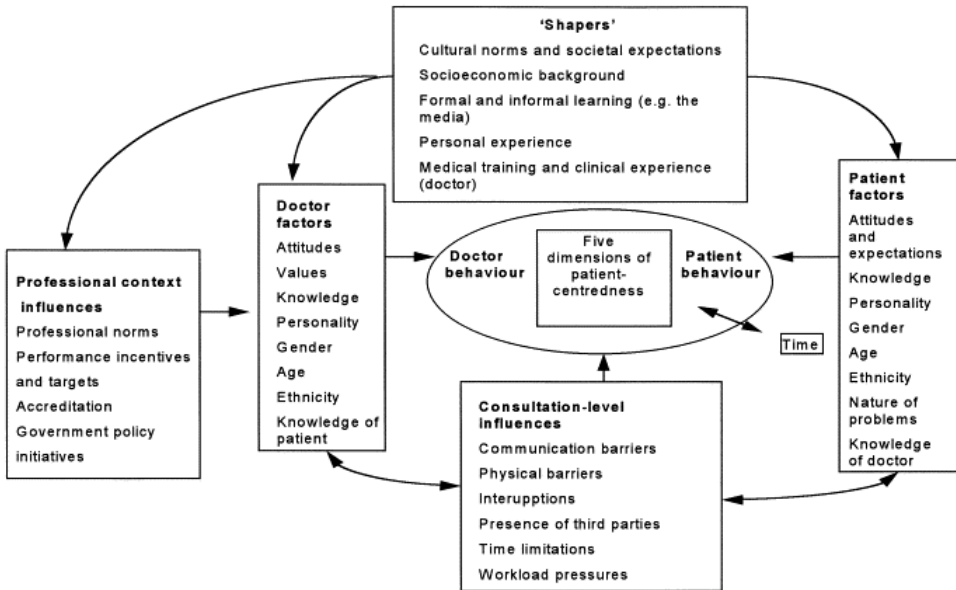 ‘Shapers’
Cultural norms and societal expectations
Socioeconomic background
Formal and informal learning (e.g. the
media)
Personal experience
Medical training and clinical experience
(doctor)
Professional context
influences
Professional norms
Performance incentives
and targets
Accreditation
Government policy
initiatives
Doctor
factors
Attitudes
Values
Knowledge
Personality
Gender
Age
Ethnicity
Knowledge of
patient
Doctor
behaviour
Five
dimensions of
patient-
centredness
Patient
behaviour
Time
Patient
factors
Attitudes
and
expectations
Knowledge
Personality
Gender
Age
Ethnicity
Nature of
problems
Knowledge
of doctor
Consultation-level
influences
Communication barriers
Physical barriers
Interupptions
Presence of third parties
Time limitations
Workload pressures